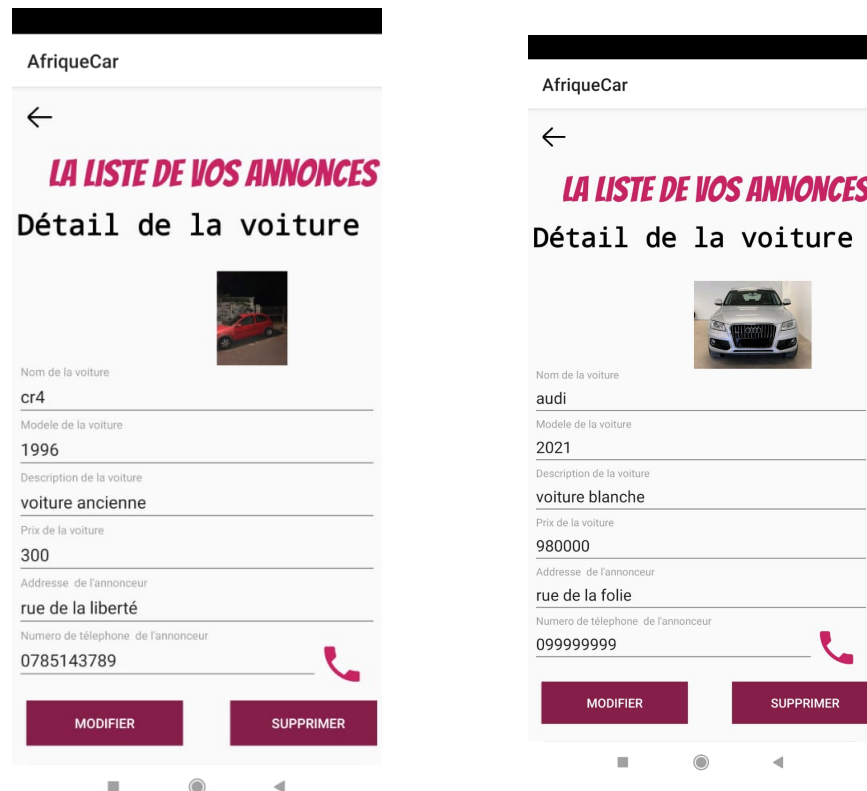 AfriqueCar
LA LISTE DE VOS ANNONCES
Détail de la voiture
Nom de la voiture
cr4
Modele de la voiture
1996
Description de la voiture
voiture ancienne
Prix de la voiture
300
Addresse de l'annonceur
rue de la liberté
Numero de télephone de l'annonceur
0785143789
MODIFIER SUPPRIMER
AfriqueCar
LA LISTE DE VOS ANNONCES
Détail de la voiture
Nom de la voiture
audi
Modele de la voiture
2021
Description de la voiture
voiture blanche
Prix de la voiture
980000
Addresse de l'annonceur
rue de la folie
Numero de télephone de l'annonceur
099999999
MODIFIER SUPPRIMER